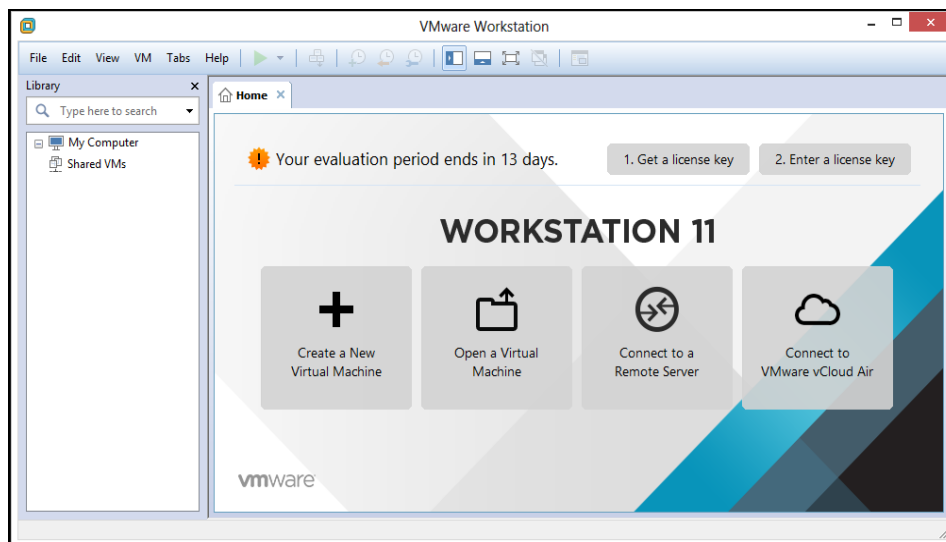 VMware Workstation
File Edit View VM Tabs Help
Library
Type here to search
My Computer
Shared VMs
Home
Your evaluation period ends in 13 days.
1. Get a license key
2. Enter a license key
WORKSTATION 11
Create a New
Virtual Machine
Open a Virtual
Machine
Connect to a
Remote Server
Connect to
VMware vCloud Air
vmware